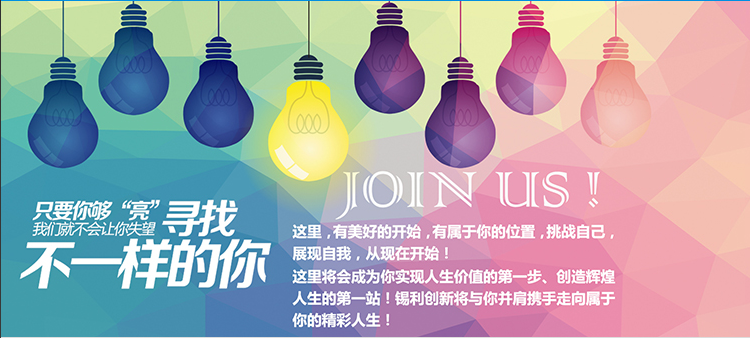 JOIN US !
只要你够“亮”寻找
我们就不会让你失望
不一样的你
这里，有美好的开始，有属于你的位置，挑战自己，
展现自我，从现在开始！
这里将会成为你实现人生价值的第一步、创造辉煌
人生的第一站！锡利创新将与你并肩携手走向属于
你的精彩人生！